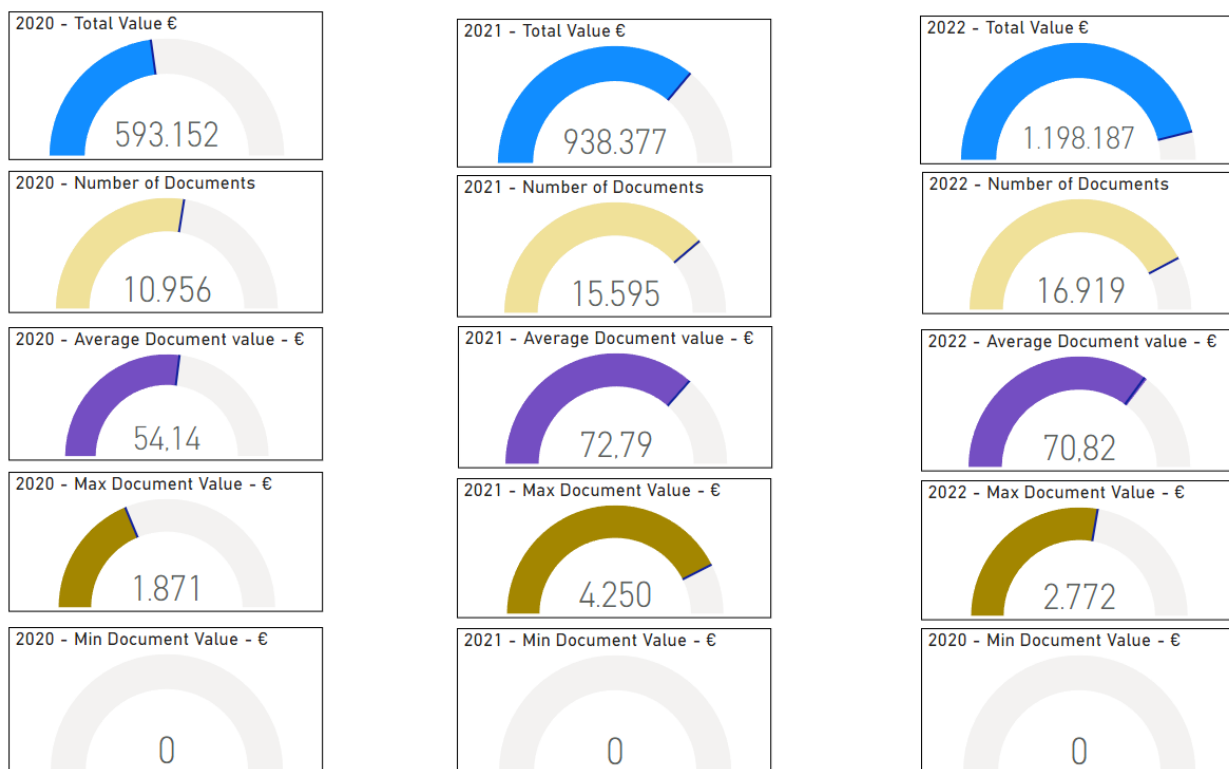 2020 - Total Value €
593.152
2021 - Total Value €
938.377
2022 - Total Value €
1.198.187
2020 - Number of Documents
10.956
2021 - Number of Documents
15.595
2022 - Number of Documents
16.919
2020 - Average Document value - €
54,14
2021 - Average Document value - €
72,79
2022 - Average Document value - €
70,82
2020 - Max Document Value - €
1.871
2021 - Max Document Value - €
4.250
2022 - Max Document Value - €
2.772
2020 - Min Document Value - €
0
2021 - Min Document Value - €
0
2020 - Min Document Value - €
0